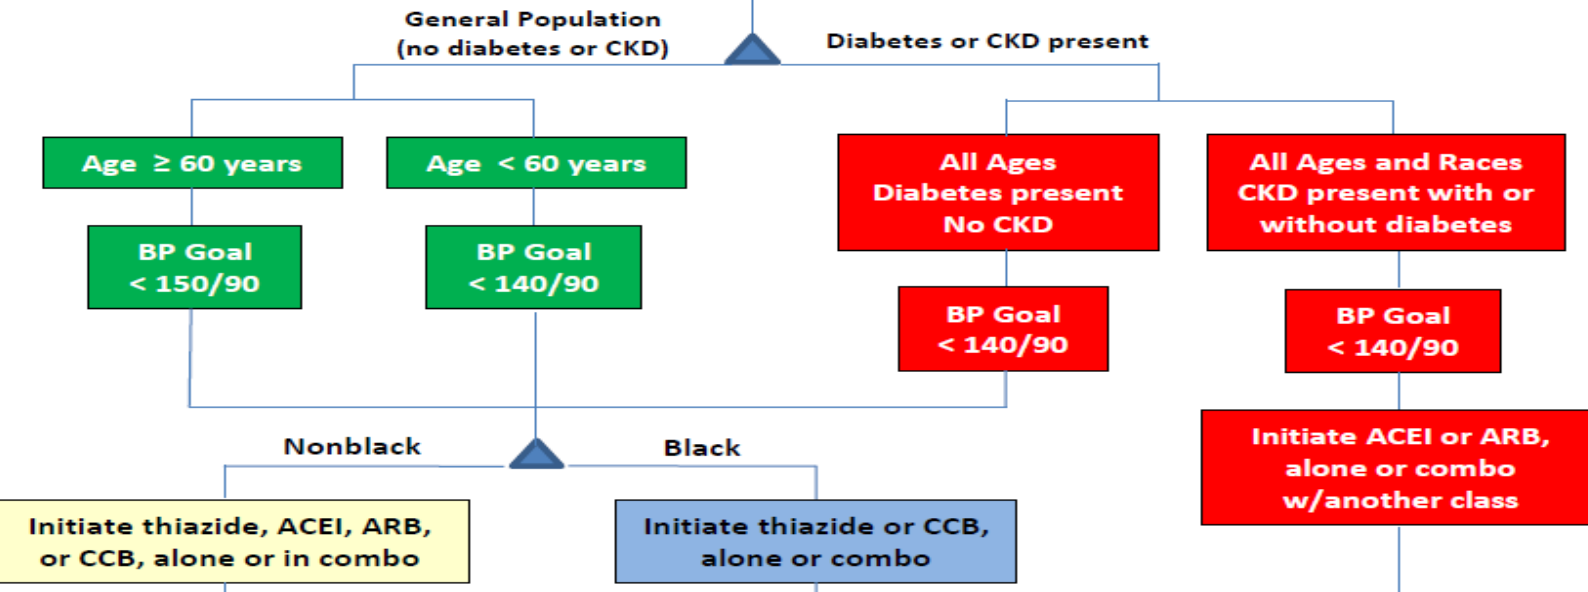 General Population
(no diabetes or CKD)
Diabetes or CKD present
Age ≥ 60 years
Age < 60 years
All Ages
Diabetes present
No CKD
All Ages and Races
CKD present with or
without diabetes
BP Goal
< 150/90
BP Goal
< 140/90
BP Goal
< 140/90
BP Goal
< 140/90
Nonblack
Black
Initiate thiazide, ACEI, ARB,
or CCB, alone or in combo
Initiate thiazide or CCB,
alone or combo
Initiate ACEI or ARB,
alone or combo
w/another class